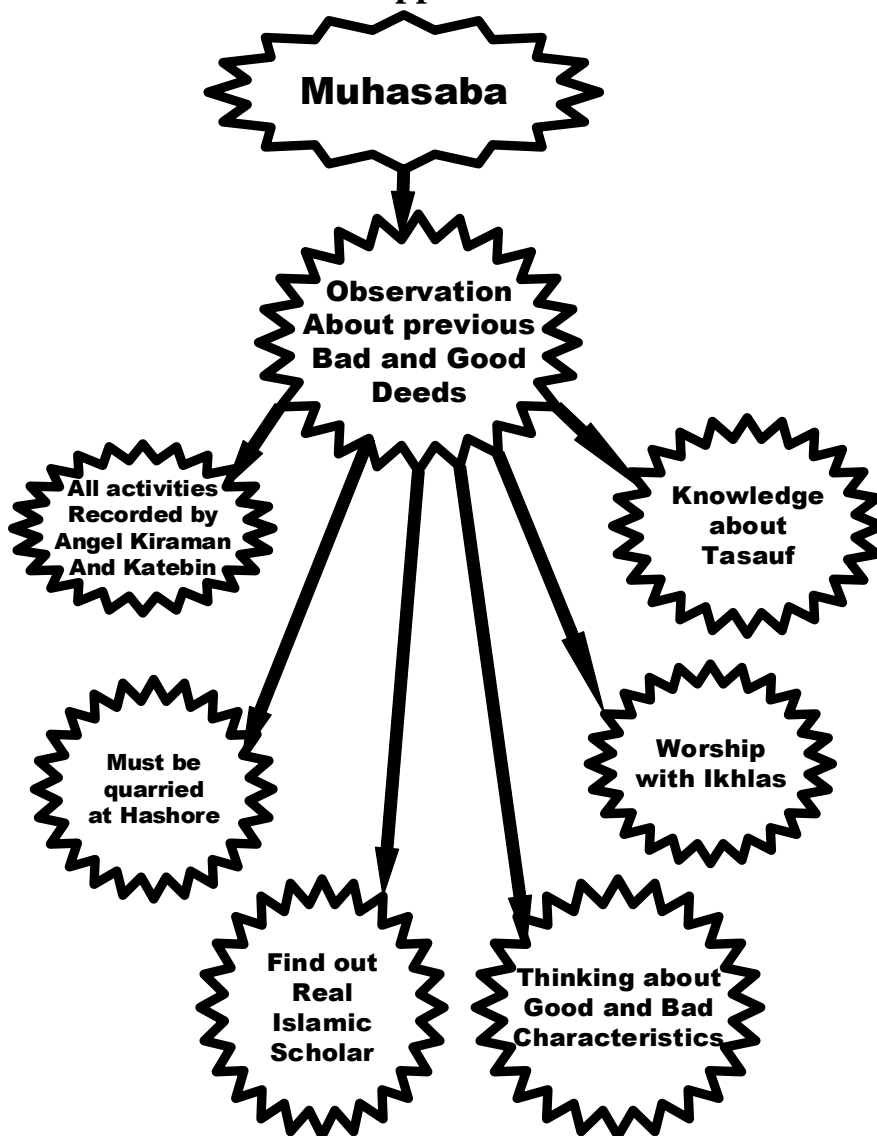 Muhasaba
Observation
About previous
Bad and Good
Deeds
All activities
Recorded by
Angel Kiraman
And Katebin
Knowledge
about
Tasauf
Must be
quarried
at Hashore
Worship
with Ikhlas
Find out
Real
Islamic
Scholar
Thinking about
Good and Bad
Characteristics